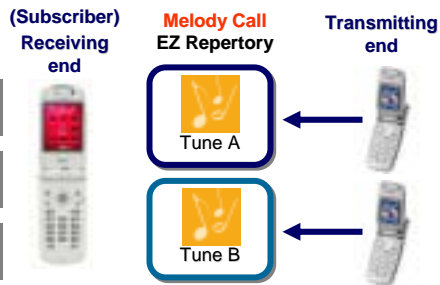 (Subscriber)
Receiving
end
Melody Call
EZ Repertory
Transmitting
end
Tune A
Tune B